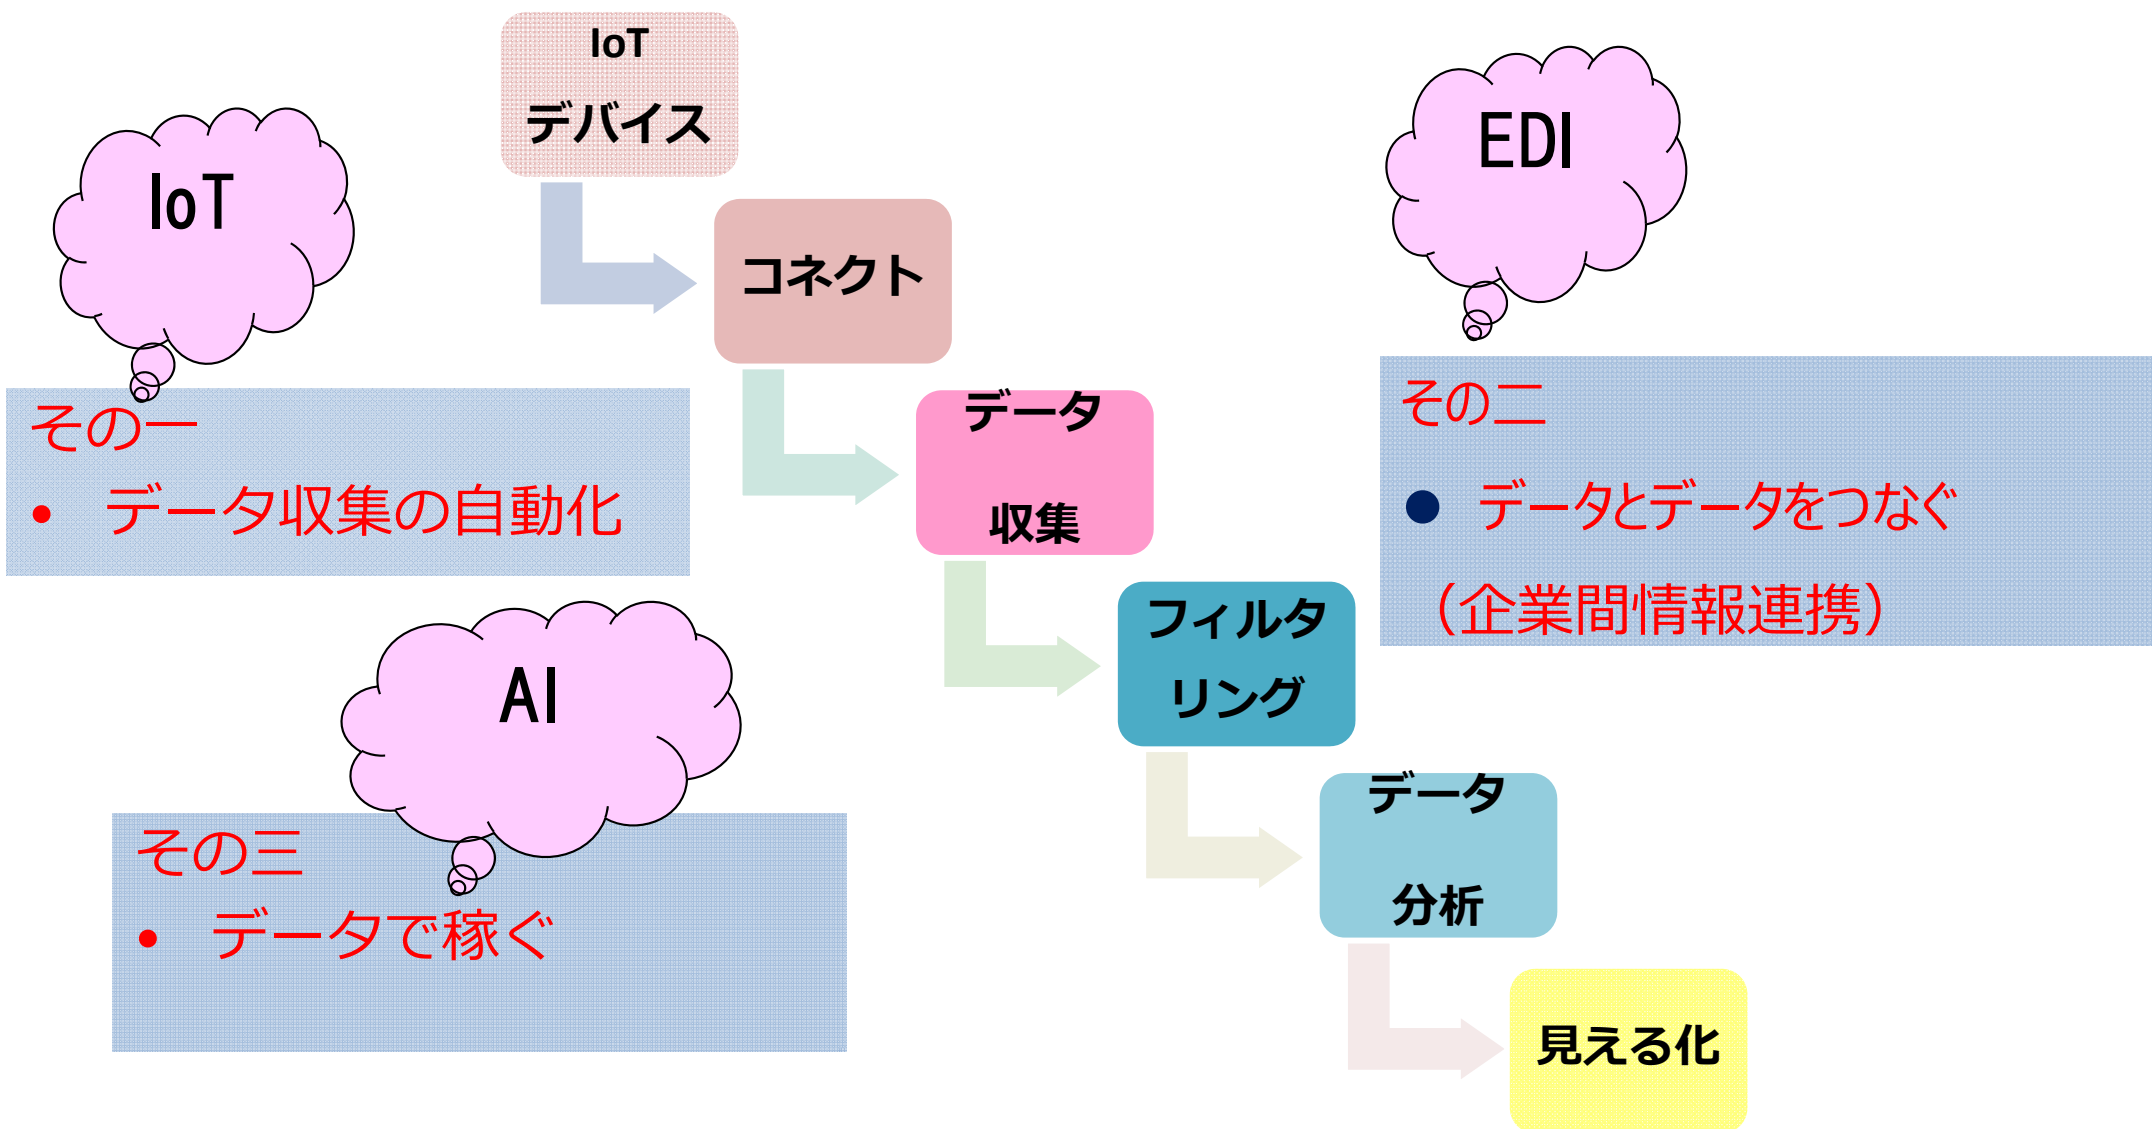 IoT
デバイス
コネクト
データ
収集
フィルタ
リング
データ
分析
見える化
IoT
その一
• データ収集の自動化
EDI
その二
● データとデータをつなぐ
（企業間情報連携）
AI
その三
• データで稼ぐ